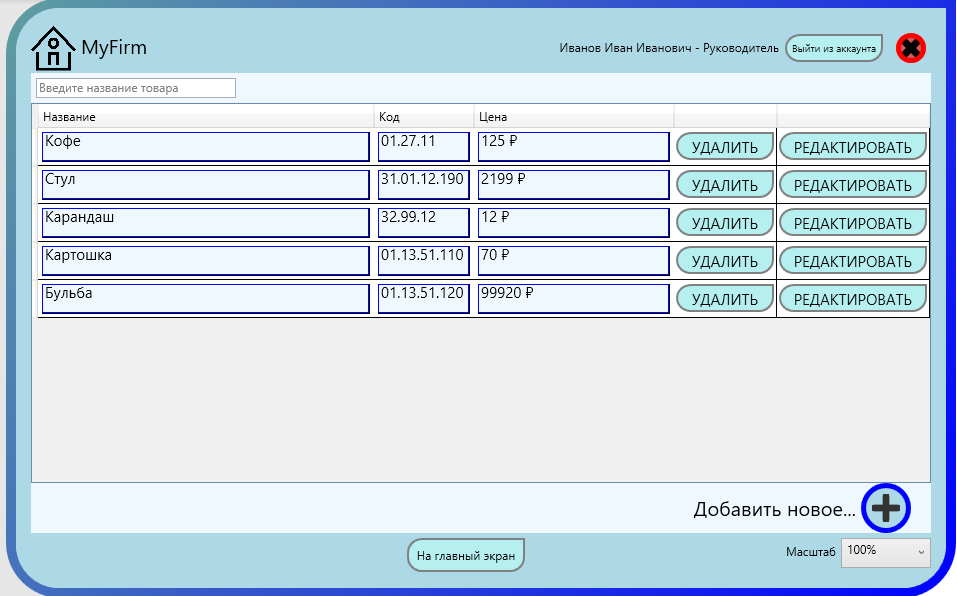 MyFirm
Иванов Иван Иванович - Руководитель Выйти из аккаунта
Введите название товара
Название Код Цена
Кофе 01.27.11 125 ₽ УДАЛИТЬ РЕДАКТИРОВАТЬ
Стул 31.01.12.190 2199 ₽ УДАЛИТЬ РЕДАКТИРОВАТЬ
Карандаш 32.99.12 12 ₽ УДАЛИТЬ РЕДАКТИРОВАТЬ
Картошка 01.13.51.110 70 ₽ УДАЛИТЬ РЕДАКТИРОВАТЬ
Бульба 01.13.51.120 99920 ₽ УДАЛИТЬ РЕДАКТИРОВАТЬ
Добавить новое...
На главный экран
Масштаб 100%